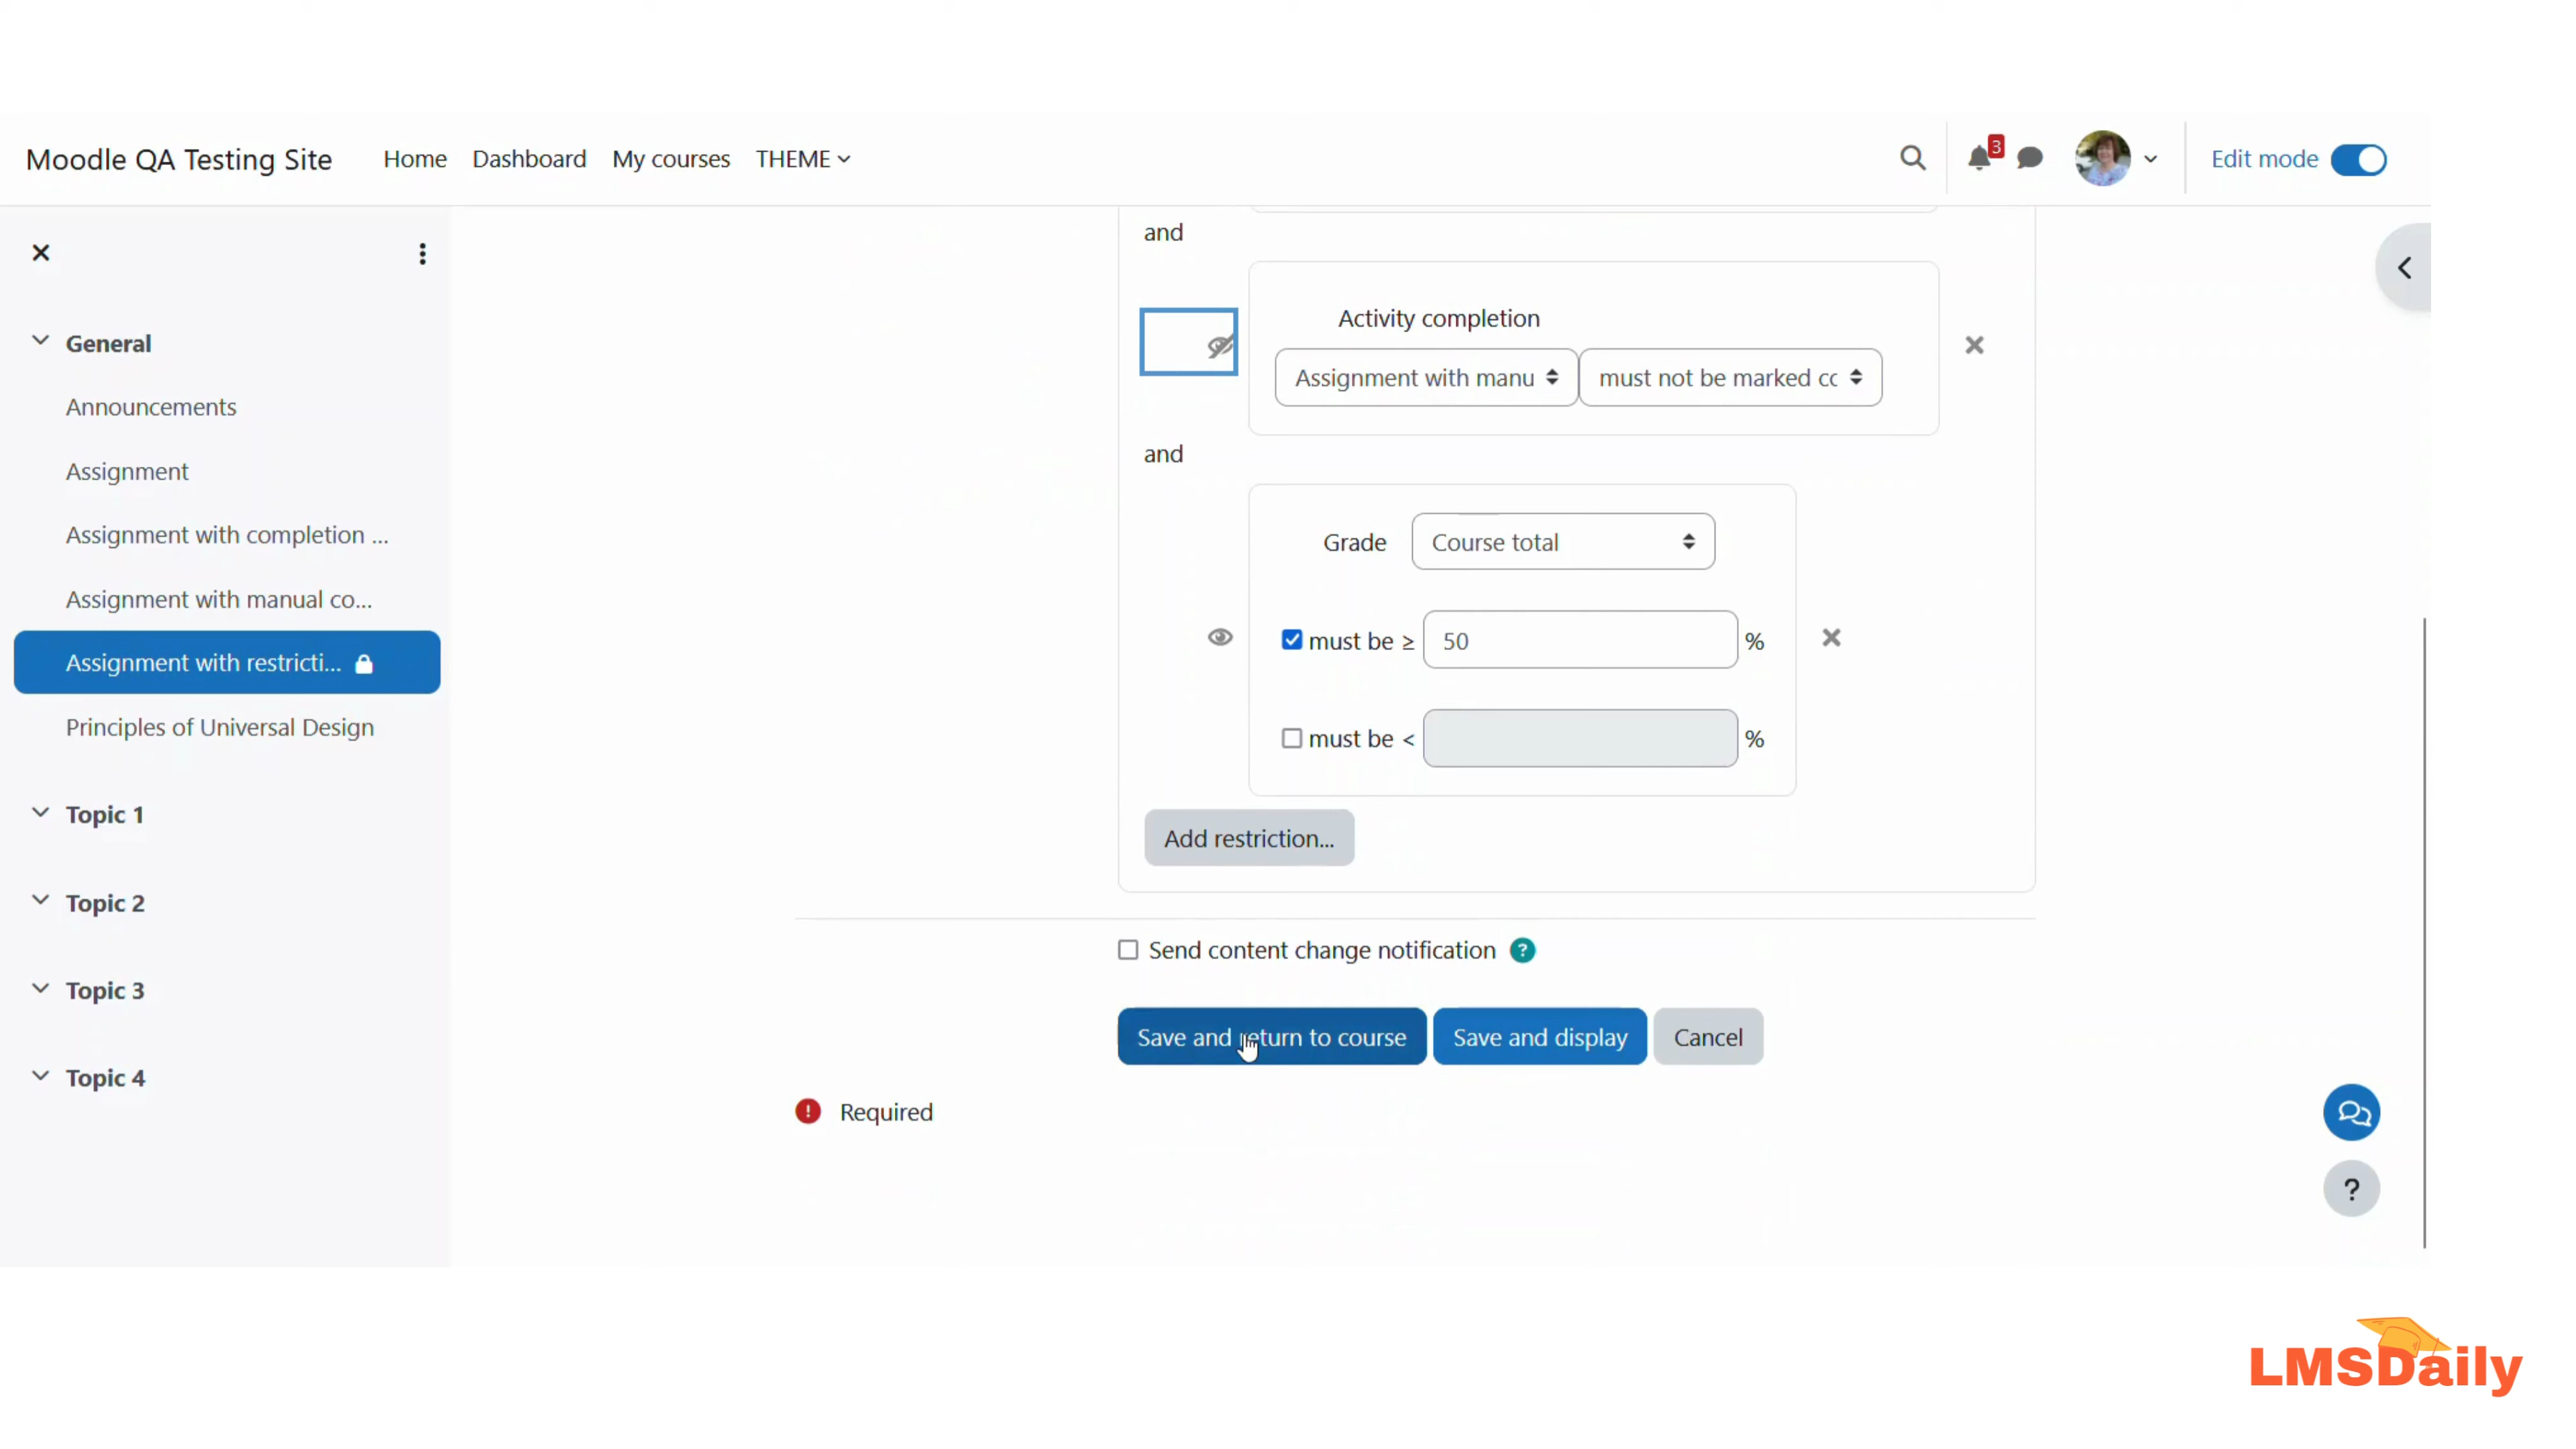 Moodle QA Testing Site Home Dashboard My courses THEME 3 Edit mode
General
Announcements
Assignment
Assignment with completion ...
Assignment with manual co...
Assignment with restricti...
Principles of Universal Design
Topic 1
Topic 2
Topic 3
Topic 4
and
Activity completion
Assignment with manu must not be marked co
and
Grade Course total
must be ≥ 50 %
must be < %
Add restriction...
Send content change notification ?
Save and return to course Save and display Cancel
! Required
?
LMSDaily